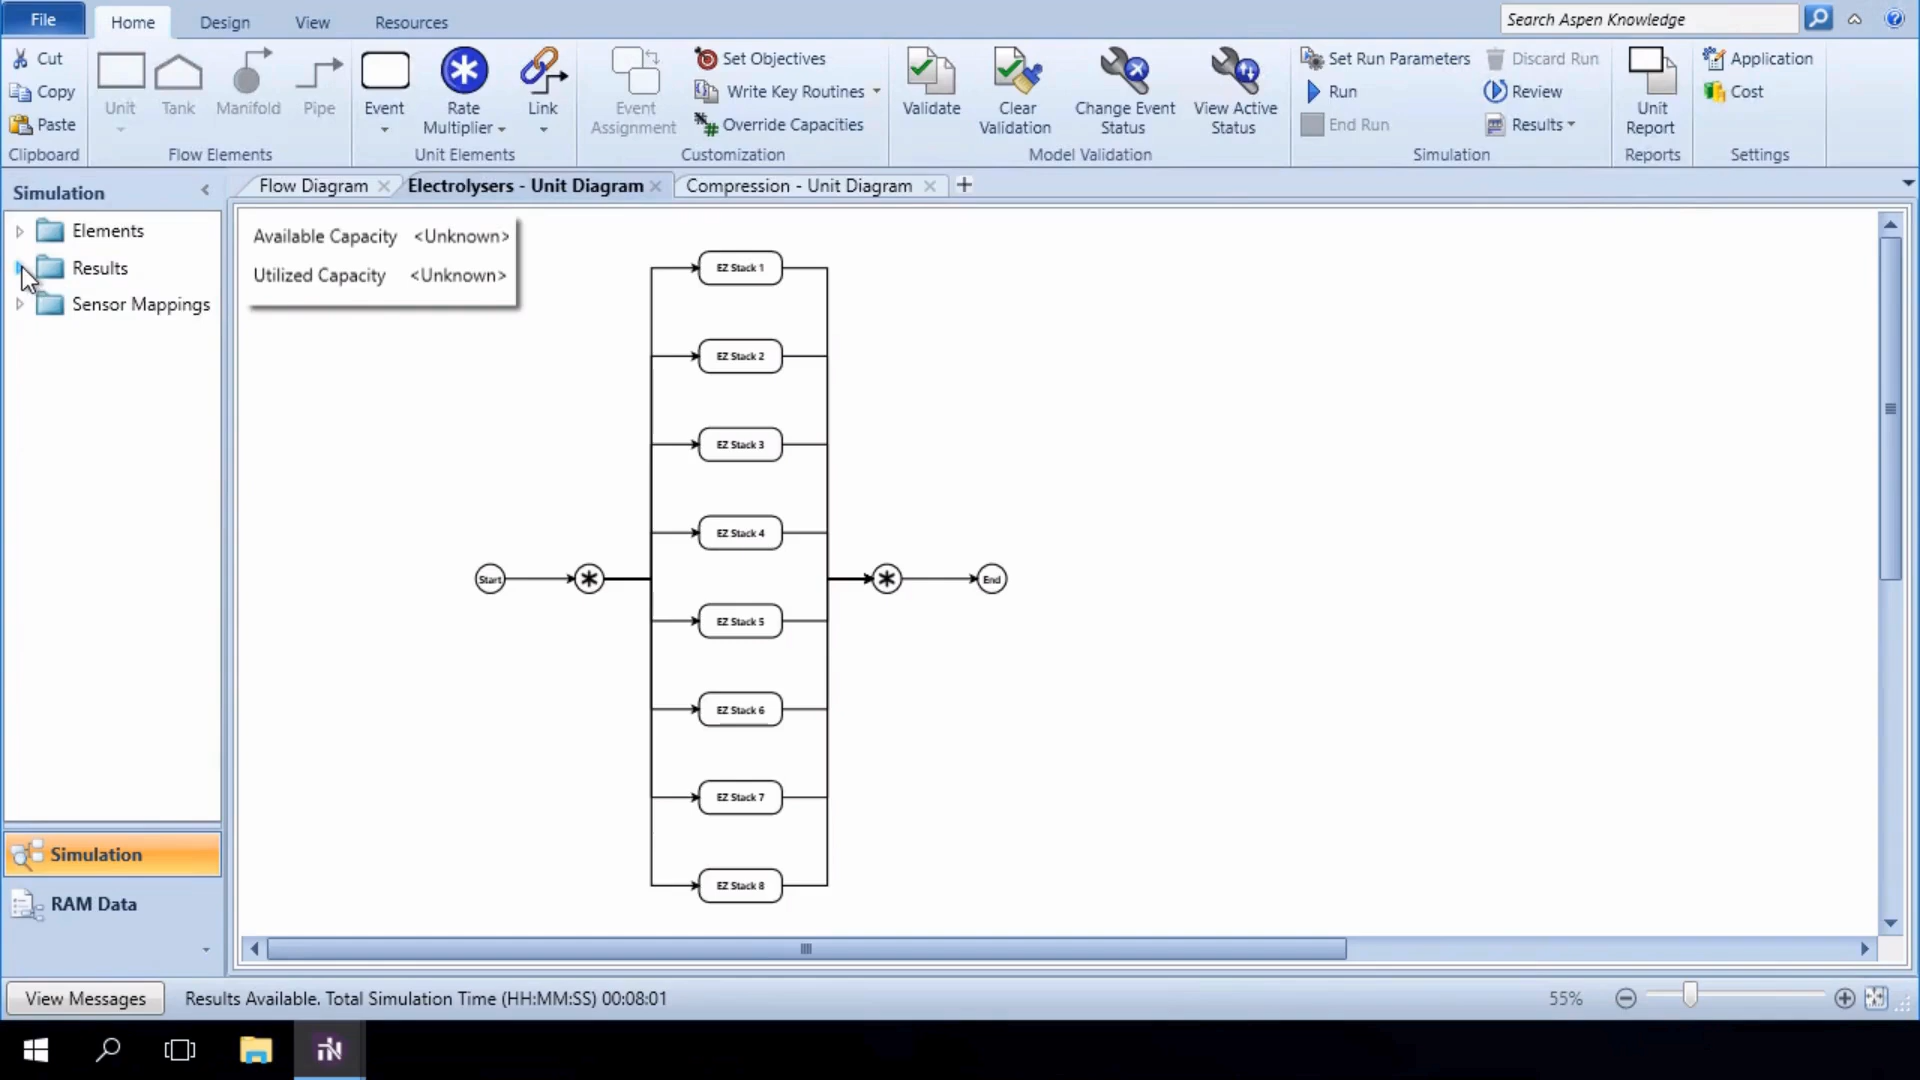 File
Home
Design
View
Resources
Search Aspen Knowledge
Cut
Copy
Paste
Clipboard
Unit
Tank
Manifold
Pipe
Flow Elements
Event
Rate
Multiplier
Link
Unit Elements
Event
Assignment
Set Objectives
Write Key Routines
Override Capacities
Customization
Validate
Clear
Validation
Change Event
Status
View Active
Status
Model Validation
Set Run Parameters
Run
End Run
Discard Run
Review
Results
Simulation
Unit
Report
Reports
Application
Cost
Settings
Simulation
Elements
Results
Sensor Mappings
Simulation
RAM Data
Flow Diagram
Electrolysers - Unit Diagram
Compression - Unit Diagram
Available Capacity <Unknown>
Utilized Capacity <Unknown>
EZ Stack 1
EZ Stack 2
EZ Stack 3
EZ Stack 4
Start
End
EZ Stack 5
EZ Stack 6
EZ Stack 7
EZ Stack 8
View Messages
Results Available. Total Simulation Time (HH:MM:SS) 00:08:01
55%